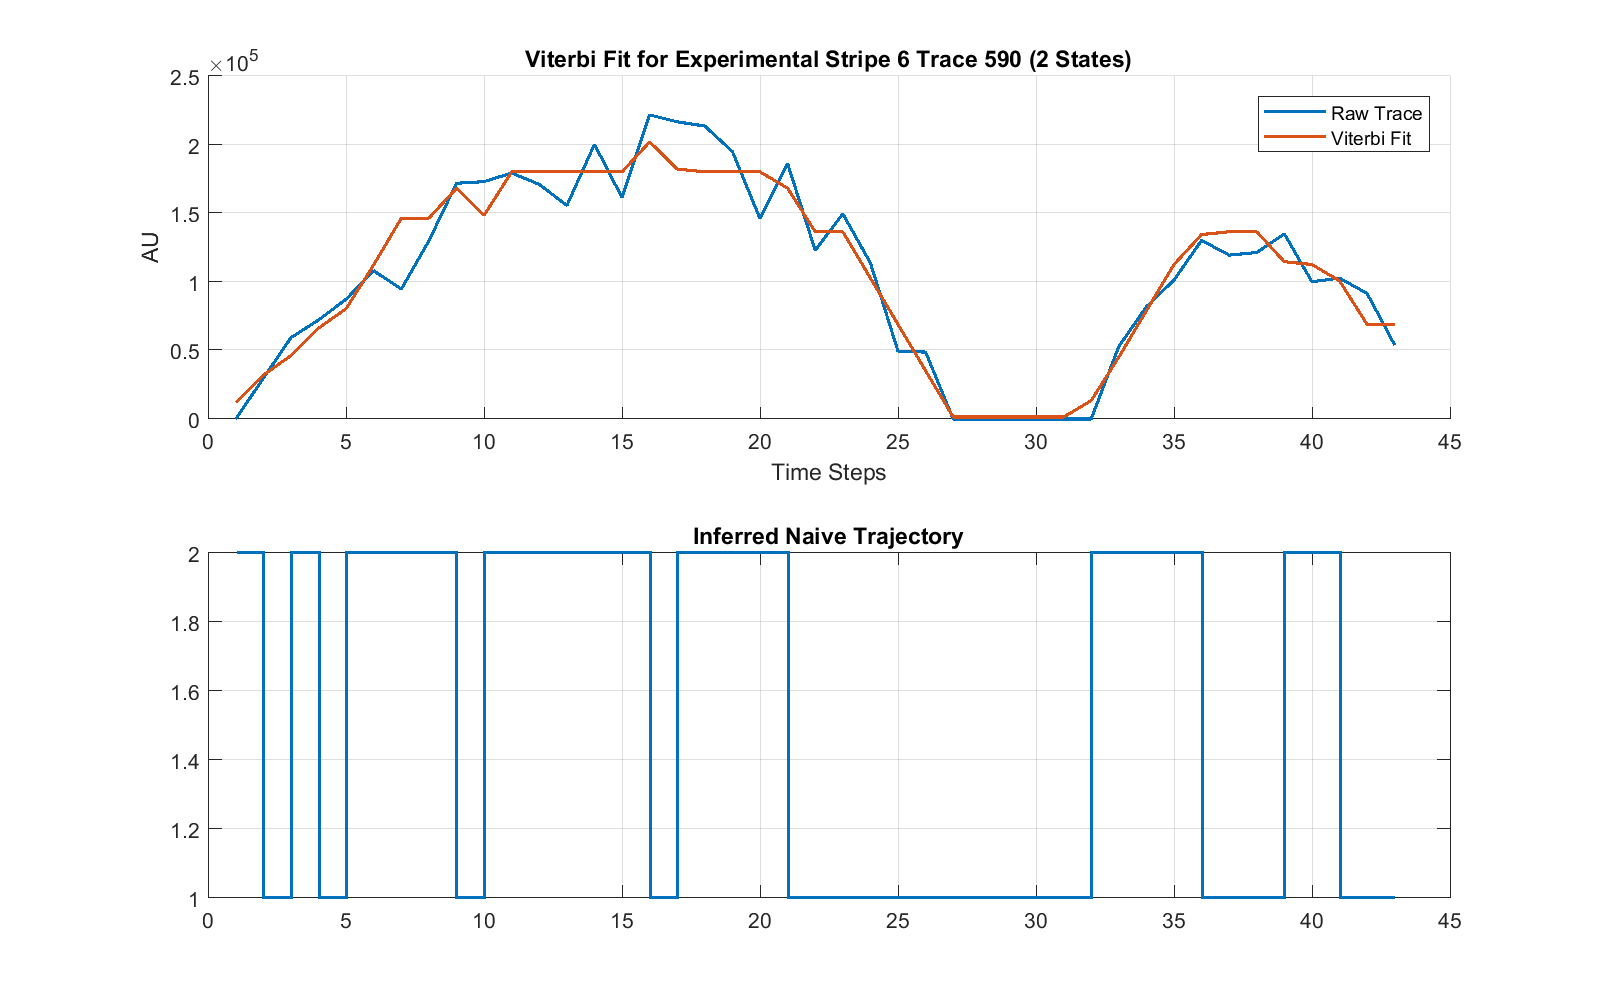 Viterbi Fit for Experimental Stripe 6 Trace 590 (2 States)
×10^5
2.5
2
1.5
1
0.5
0
AU
Raw Trace
Viterbi Fit
0 5 10 15 20 25 30 35 40 45
Time Steps
Inferred Naive Trajectory
2
1.8
1.6
1.4
1.2
1
0 5 10 15 20 25 30 35 40 45